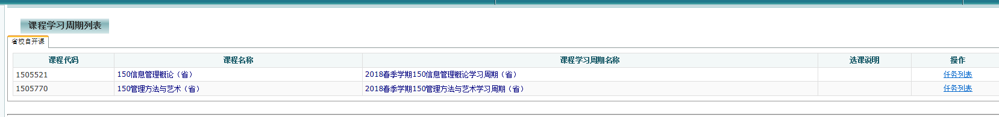 课程学习周期列表
省校自开课
课程代码 课程名称 课程学习周期名称 选课说明 操作
1505521 150信息管理概论（省） 2018春季学期150信息管理概论学习周期（省） 任务列表
1505770 150管理方法与艺术（省） 2018春季学期150管理方法与艺术学习周期（省） 任务列表